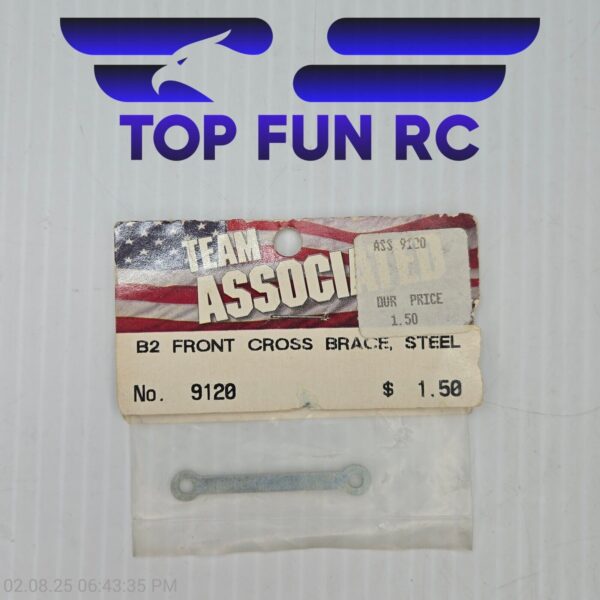 TOP FUN RC
TEAM
ASSOCIATED
ASS 9120
OUR PRICE
1.50
B2 FRONT CROSS BRACE, STEEL
No. 9120 $ 1.50
02.08.25 06:43:35 PM